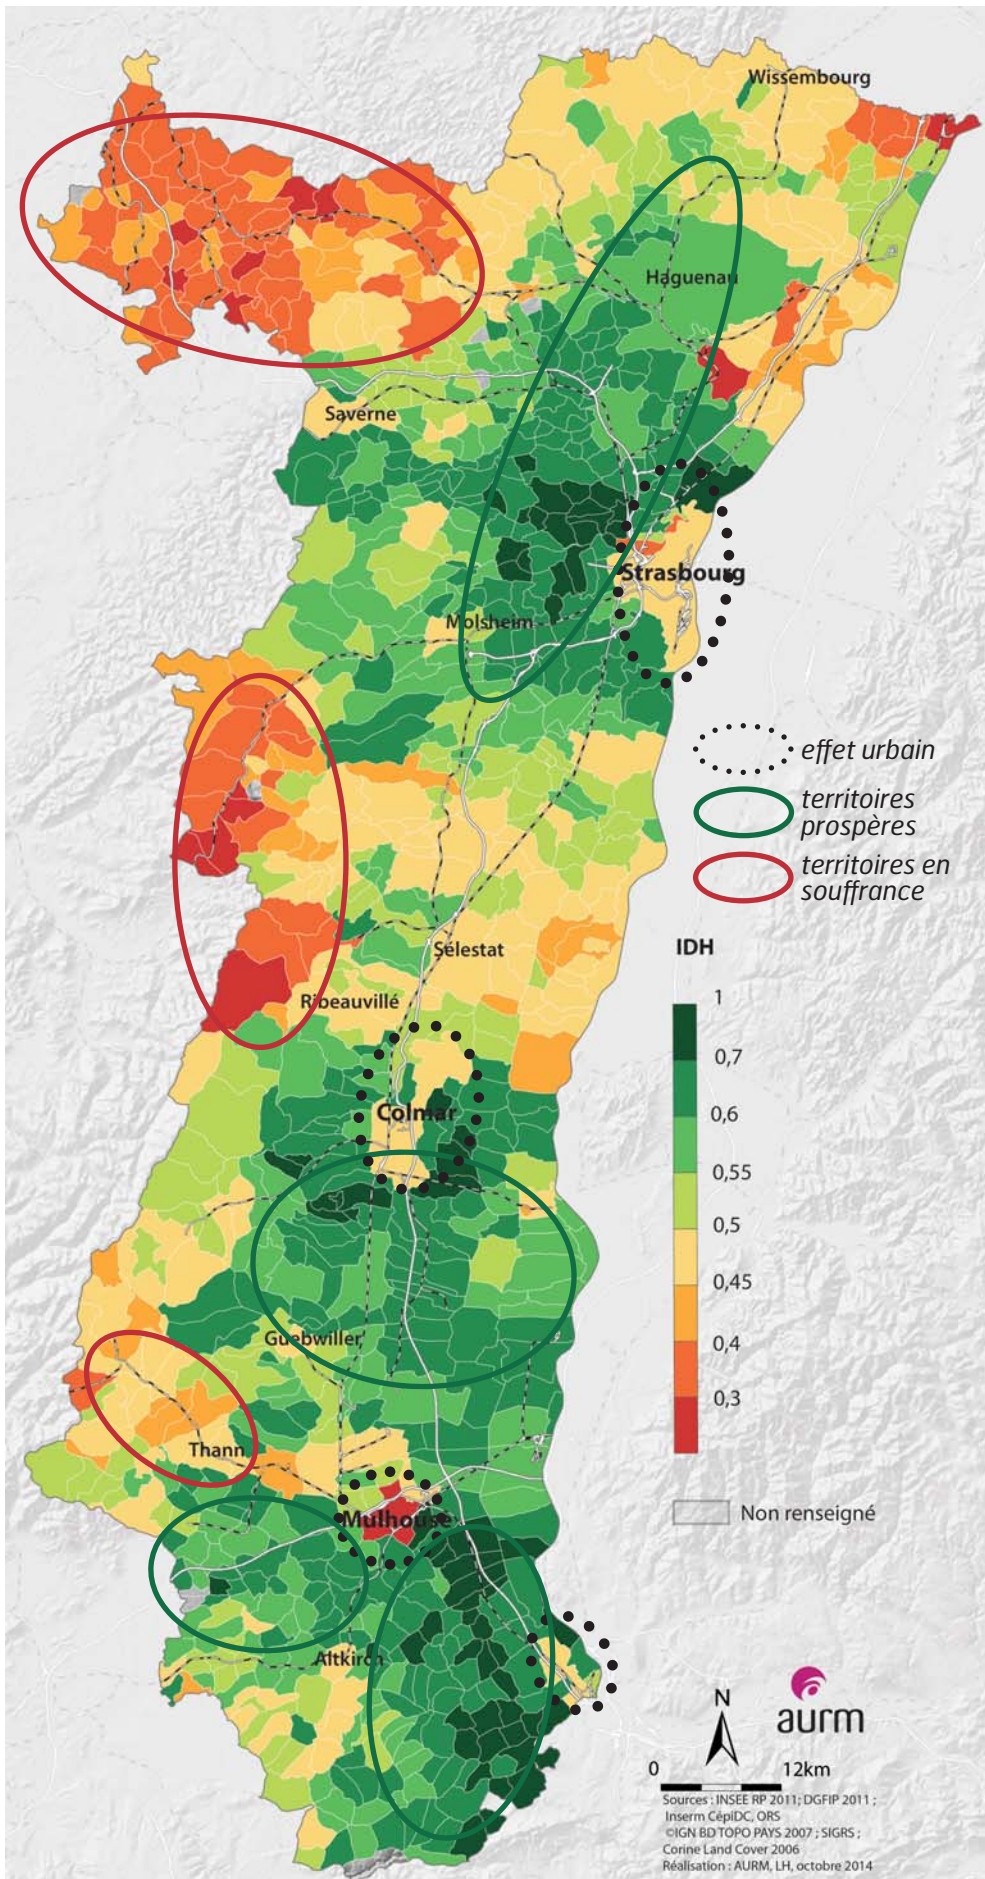 Wissembourg
Haguenau
Saverne
Strasbourg
Molsheim
effet urbain
territoires
prospères
territoires en
souffrance
Sélestat
IDH
Ribeauvillé
1
0,7
Colmar
0,6
0,55
0,5
0,45
Guebwiller
0,4
0,3
Thann
Non renseigné
Mulhouse
Altkirch
N
aurm
0 12km
Sources : INSEE RP 2011; DGFIP 2011 ;
Inserm CépiDC, ORS
©IGN BD TOPO PAYS 2007 ; SIGRS ;
Corine Land Cover 2006
Réalisation : AURM, LH, octobre 2014